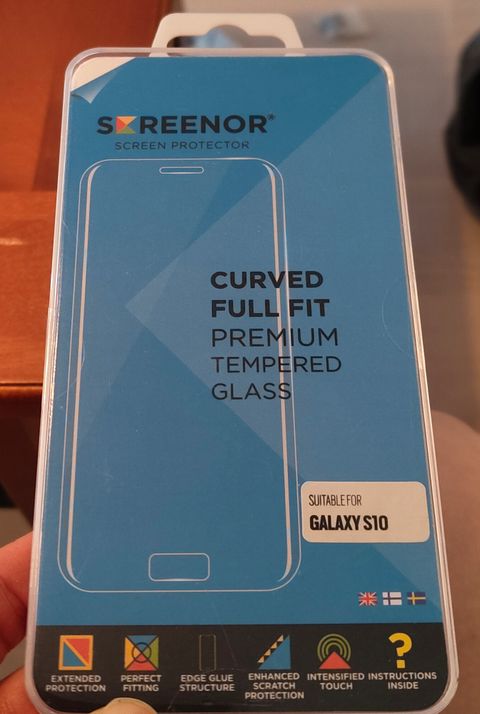 SCREENOR*
SCREEN PROTECTOR
CURVED
FULL FIT
PREMIUM
TEMPERED
GLASS
SUITABLE FOR
GALAXY S10
EXTENDED
PROTECTION
PERFECT
FITTING
EDGE GLUE
STRUCTURE
ENHANCED
SCRATCH
PROTECTION
INTENSIFIED
TOUCH
?
INSTRUCTIONS
INSIDE